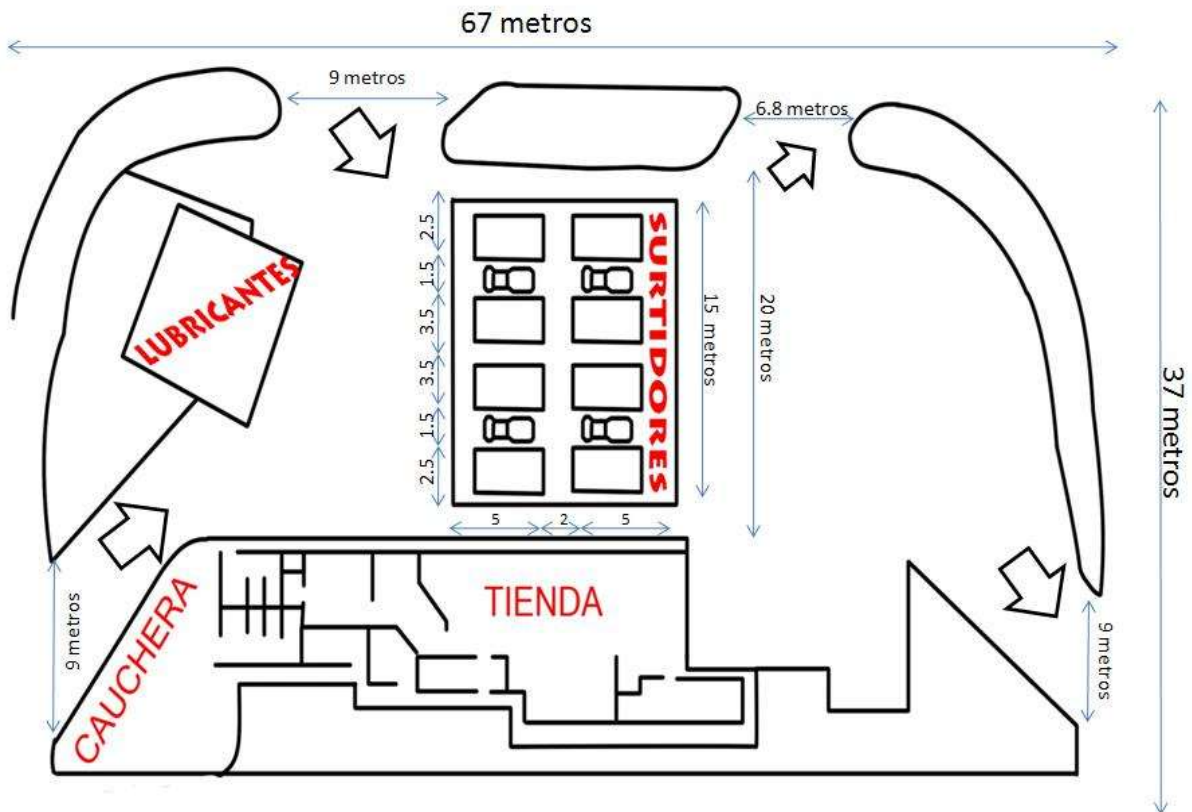 67 metros
9 metros
6.8 metros
LUBRICANTES
2.5
1.5
3.5
3.5
1.5
2.5
SURTIDORES
15 metros
20 metros
37 metros
5
2
5
9 metros
CAUCHERA
TIENDA
9 metros